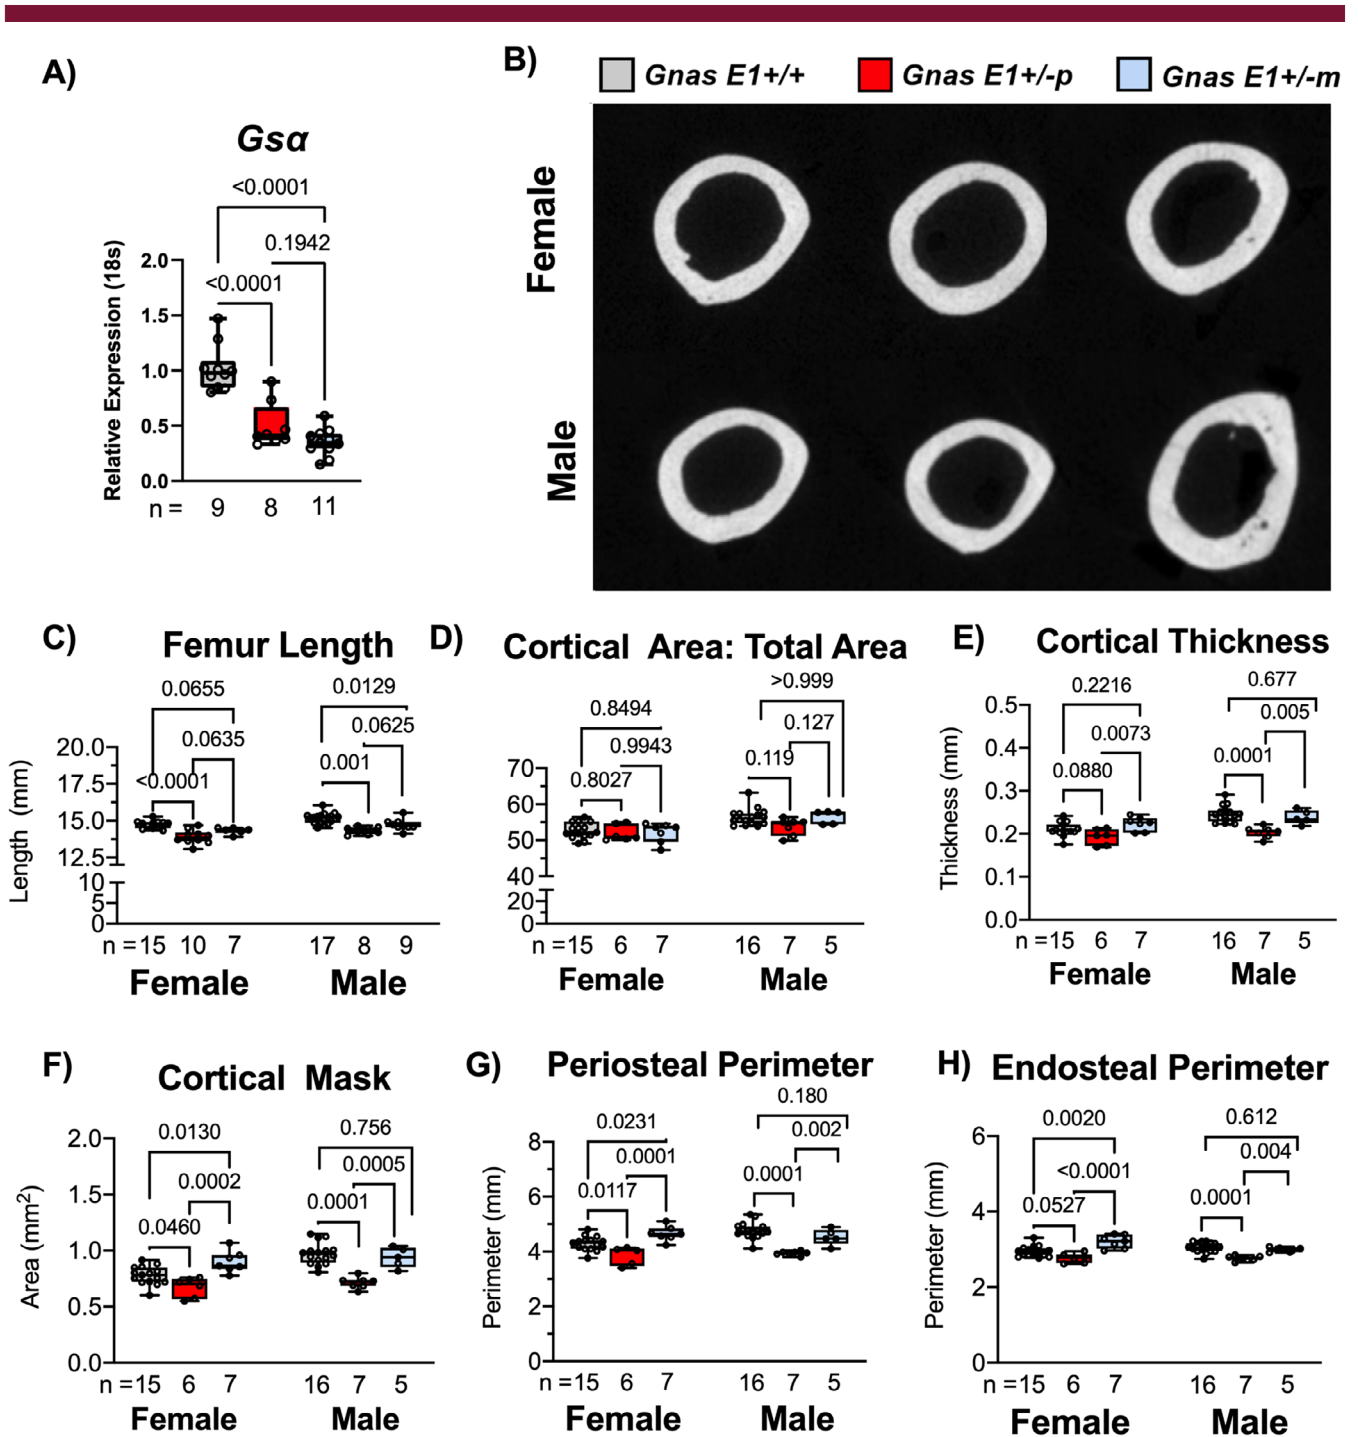 A)
Gsα
<0.0001
0.1942
<0.0001
Relative Expression (18s)
2.0
1.5
1.0
0.5
0.0
n = 9 8 11
B)
Gnas E1+/+ Gnas E1+/-p Gnas E1+/-m
Female
Male
C)
Femur Length
0.0655 0.0129
0.0635 0.0625
<0.0001 0.001
Length (mm)
20.0
17.5
15.0
12.5
10
5
0
n = 15 10 7 17 8 9
Female Male
D)
Cortical Area: Total Area
>0.999
0.8494 0.127
0.9943
0.8027 0.119
70
60
50
40
20
0
n = 15 6 7 16 7 5
Female Male
E)
Cortical Thickness
0.2216 0.677
0.0073 0.005
0.0880 0.0001
Thickness (mm)
0.5
0.4
0.3
0.2
0.1
0.0
n = 15 6 7 16 7 5
Female Male
F)
Cortical Mask
0.0130 0.756
0.0002 0.0005
0.0460 0.0001
Area (mm²)
2.0
1.5
1.0
0.5
0.0
n = 15 6 7 16 7 5
Female Male
G)
Periosteal Perimeter
0.0231 0.180
0.0001 0.002
0.0117 0.0001
Perimeter (mm)
8
6
4
2
0
n = 15 6 7 16 7 5
Female Male
H)
Endosteal Perimeter
0.0020 0.612
<0.0001 0.004
0.0527 0.0001
Perimeter (mm)
6
4
2
0
n = 15 6 7 16 7 5
Female Male